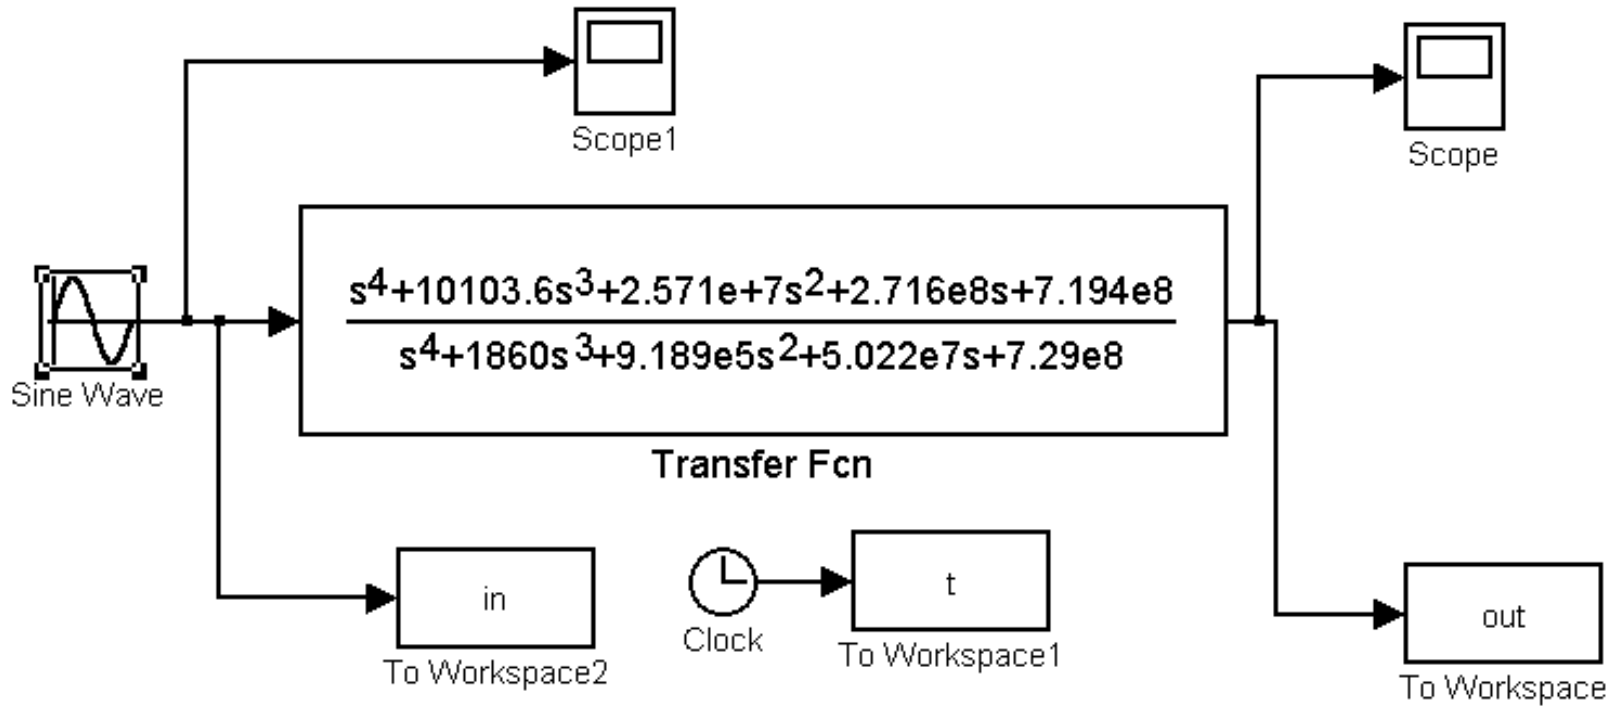 Scope1
Scope
s4+10103.6s3+2.571e+7s2+2.716e8s+7.194e8
s4+1860s3+9.189e5s2+5.022e7s+7.29e8
Sine Wave
Transfer Fcn
in
t
out
Clock
To Workspace1
To Workspace2
To Workspace